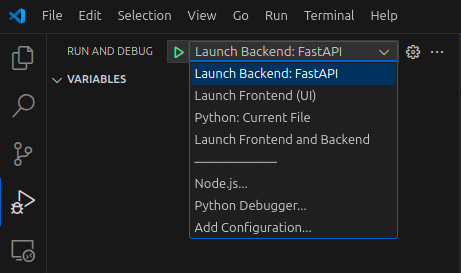 File Edit Selection View Go Run Terminal Help
RUN AND DEBUG Launch Backend: FastAPI
VARIABLES
Launch Backend: FastAPI
Launch Frontend (UI)
Python: Current File
Launch Frontend and Backend
Node.js...
Python Debugger...
Add Configuration...